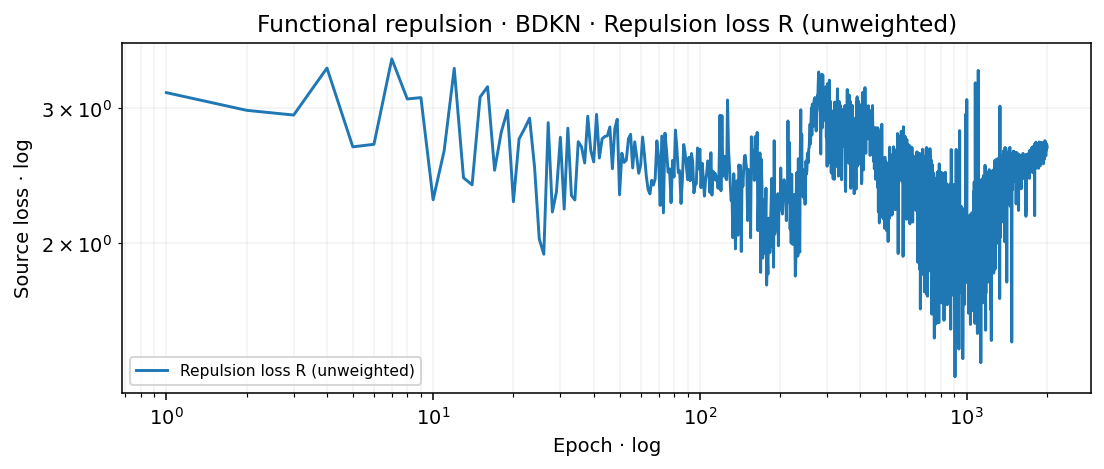 Functional repulsion · BDKN · Repulsion loss R (unweighted)
Source loss · log
3 × 10⁰
2 × 10⁰
Repulsion loss R (unweighted)
10⁰ 10¹ 10² 10³
Epoch · log